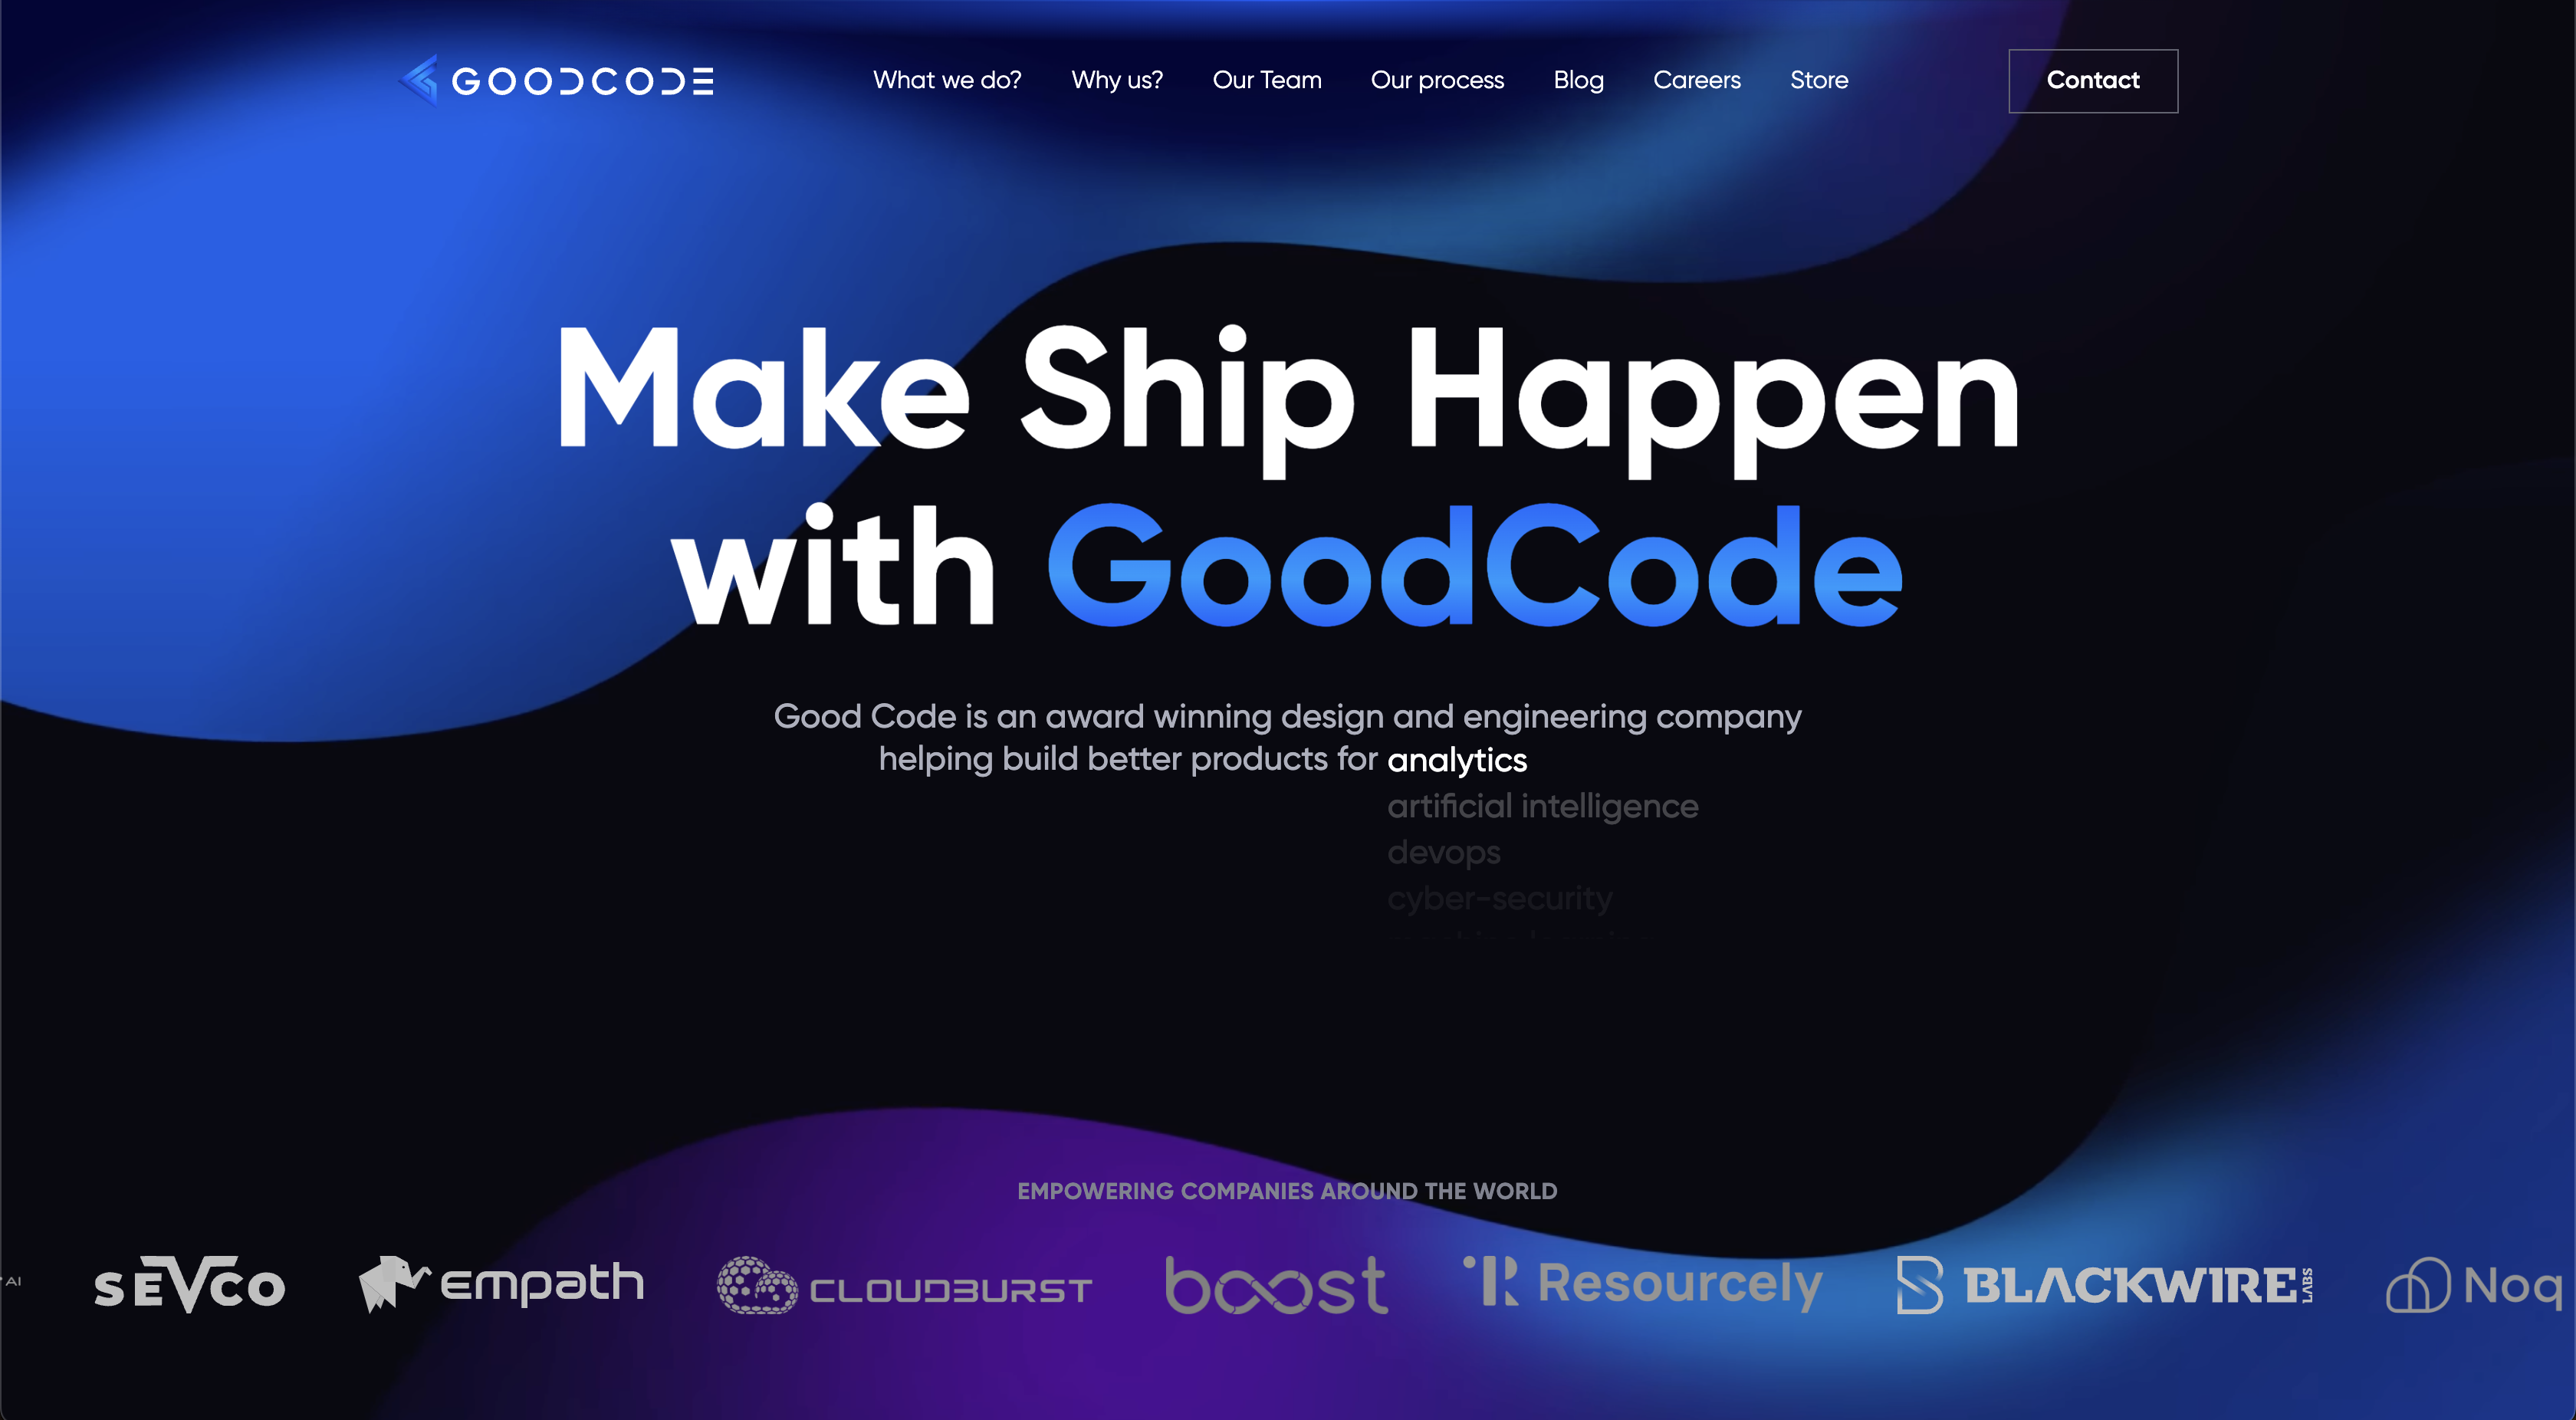 GOODCODE
What we do?
Why us?
Our Team
Our process
Blog
Careers
Store
Contact
Make Ship Happen
with GoodCode
Good Code is an award winning design and engineering company
helping build better products for analytics
artificial intelligence
devops
cyber-security
EMPOWERING COMPANIES AROUND THE WORLD
AI
SEVCO
empath
CLOUDBURST
boost
Resourcely
BLACKWIRE LABS
Noq